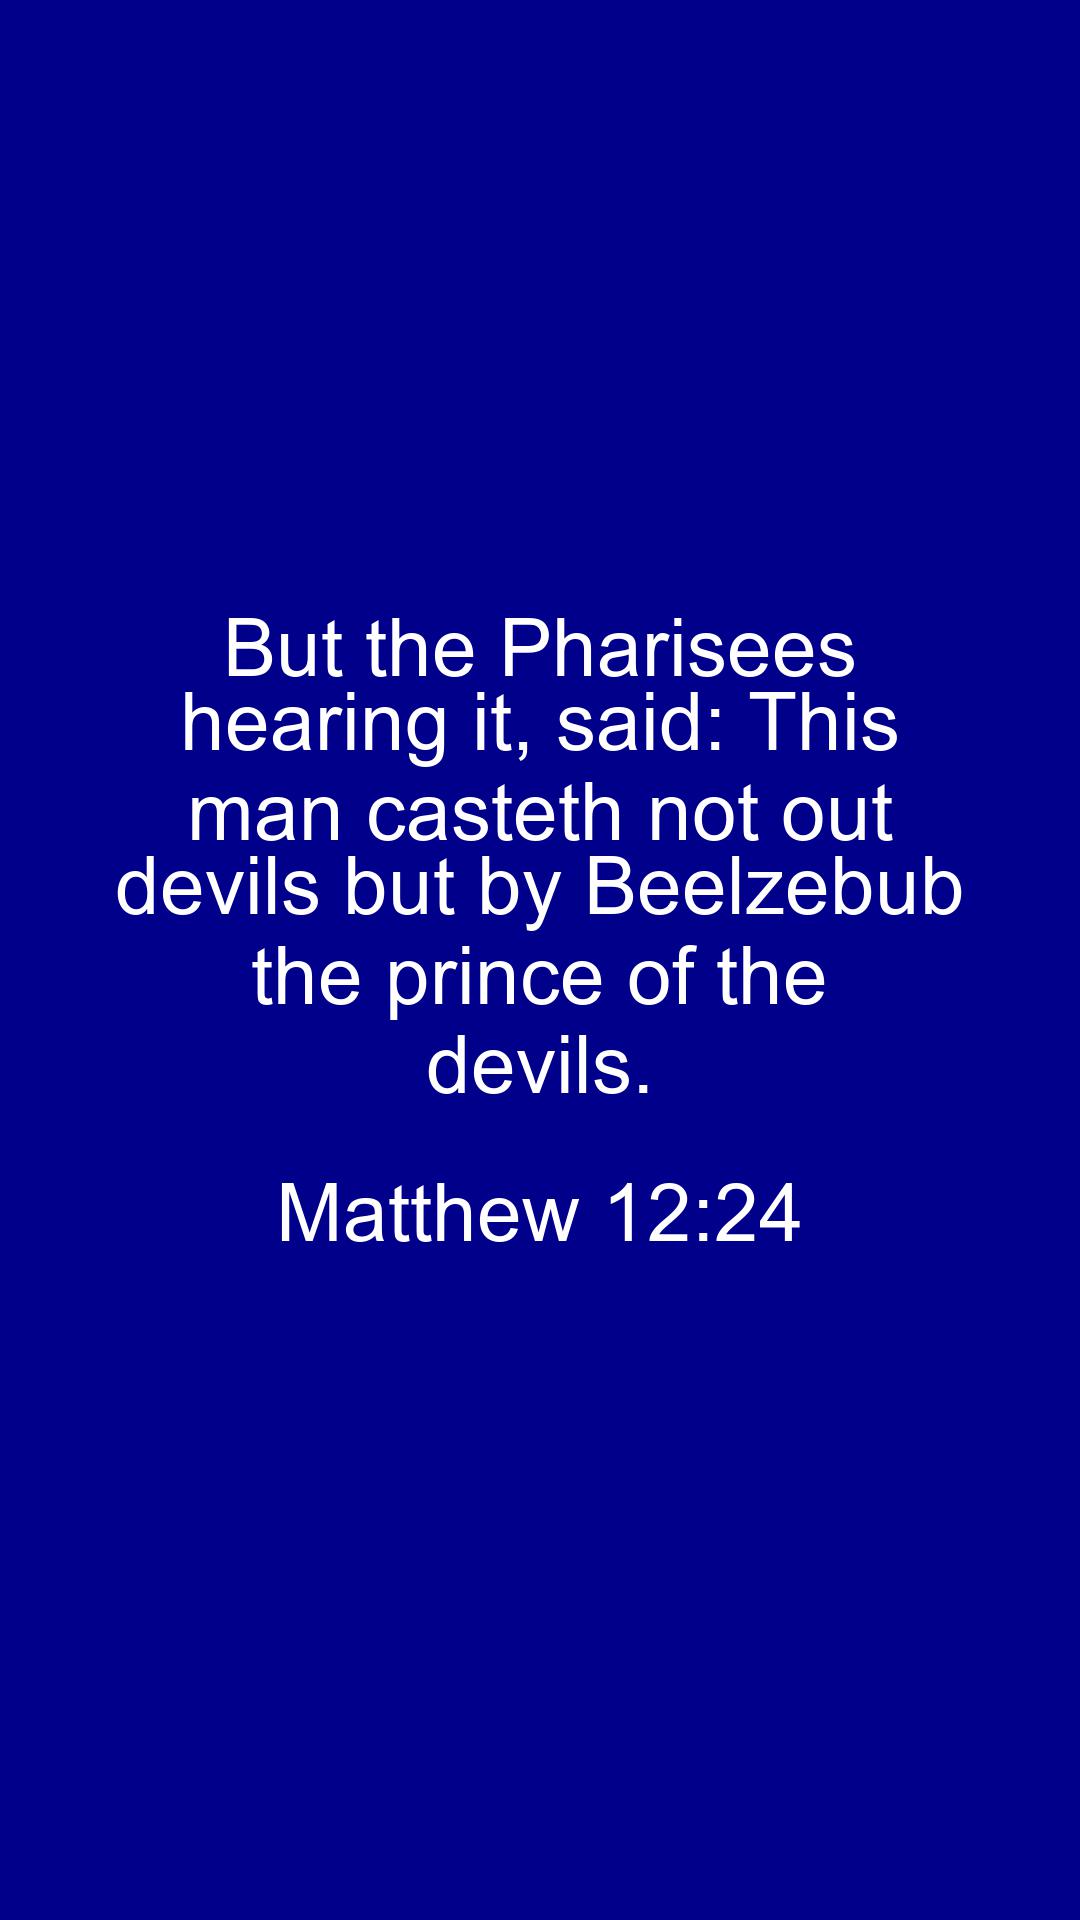 But the Pharisees
hearing it, said: This
man casteth not out
devils but by Beelzebub
the prince of the
devils.
Matthew 12:24